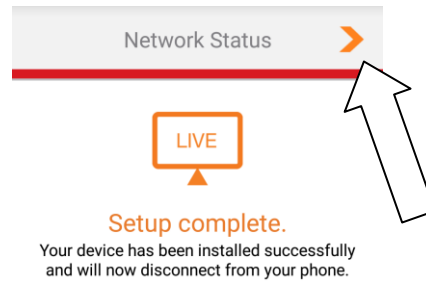 Network Status
LIVE
Setup complete.
Your device has been installed successfully
and will now disconnect from your phone.